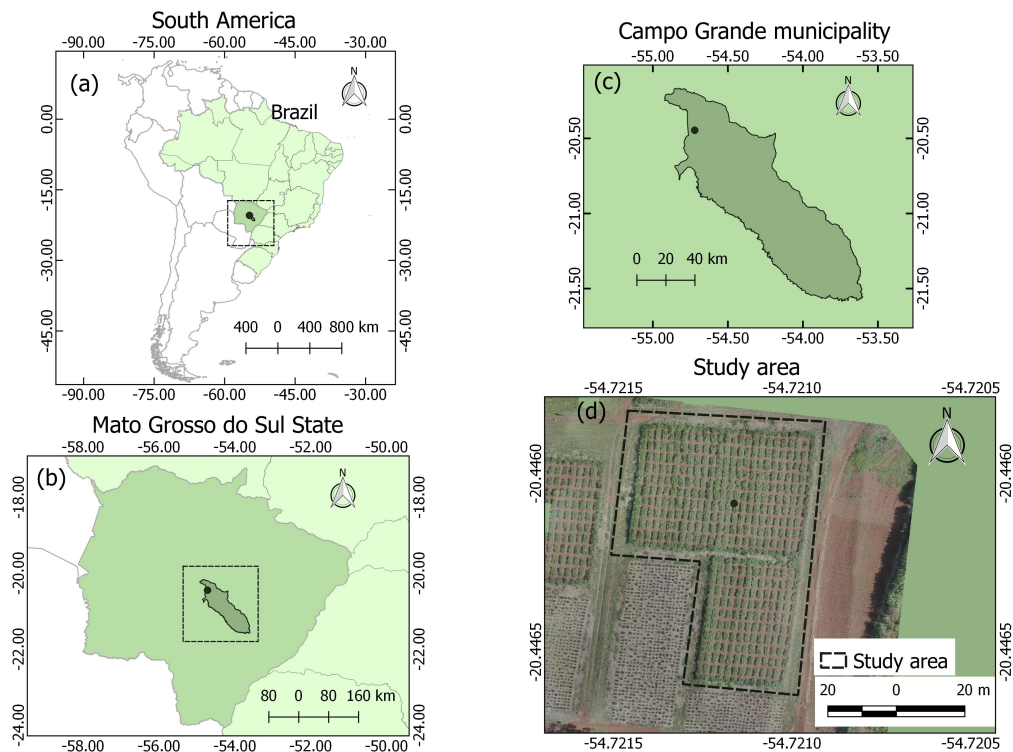 South America
-90.00 -75.00 -60.00 -45.00 -30.00
(a)
N
Brazil
0.00 0.00
-15.00 -15.00
-30.00 -30.00
-45.00 -45.00
400 0 400 800 km
-90.00 -75.00 -60.00 -45.00 -30.00
Mato Grosso do Sul State
-58.00 -56.00 -54.00 -52.00 -50.00
(b)
N
-18.00 -18.00
-20.00 -20.00
-22.00 -22.00
-24.00 -24.00
80 0 80 160 km
-58.00 -56.00 -54.00 -52.00 -50.00
Campo Grande municipality
-55.00 -54.50 -54.00 -53.50
(c)
N
-20.50 -20.50
-21.00 -21.00
-21.50 -21.50
0 20 40 km
-55.00 -54.50 -54.00 -53.50
Study area
-54.7215 -54.7210 -54.7205
(d)
N
-20.4460 -20.4460
-20.4465 -20.4465
Study area
20 0 20 m
-54.7215 -54.7210 -54.7205